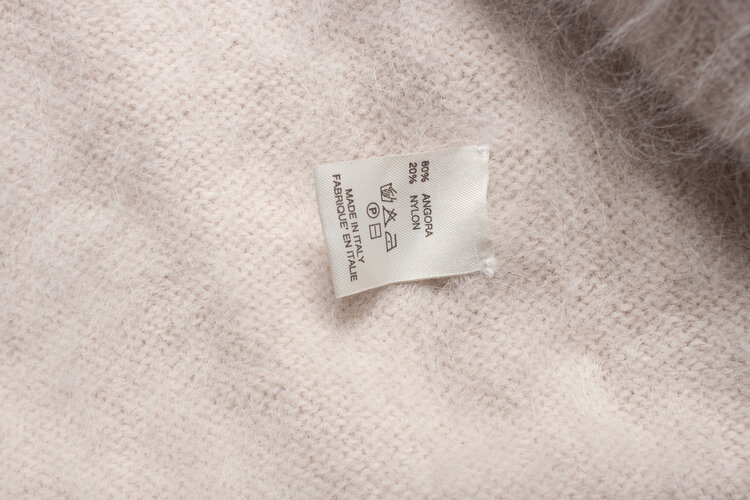 80% ANGORA
20% NYLON
P
MADE IN ITALY
FABRIQUE' EN ITALIE